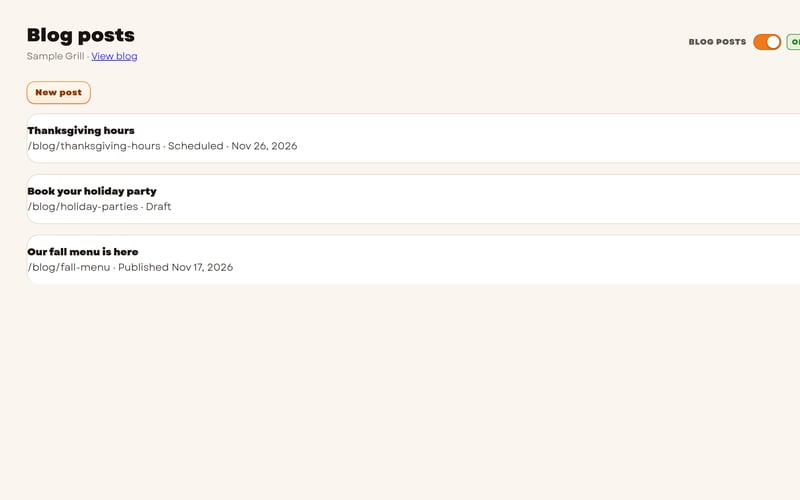 Blog posts
Sample Grill · View blog
BLOG POSTS
New post
Thanksgiving hours
/blog/thanksgiving-hours · Scheduled · Nov 26, 2026
Book your holiday party
/blog/holiday-parties · Draft
Our fall menu is here
/blog/fall-menu · Published Nov 17, 2026